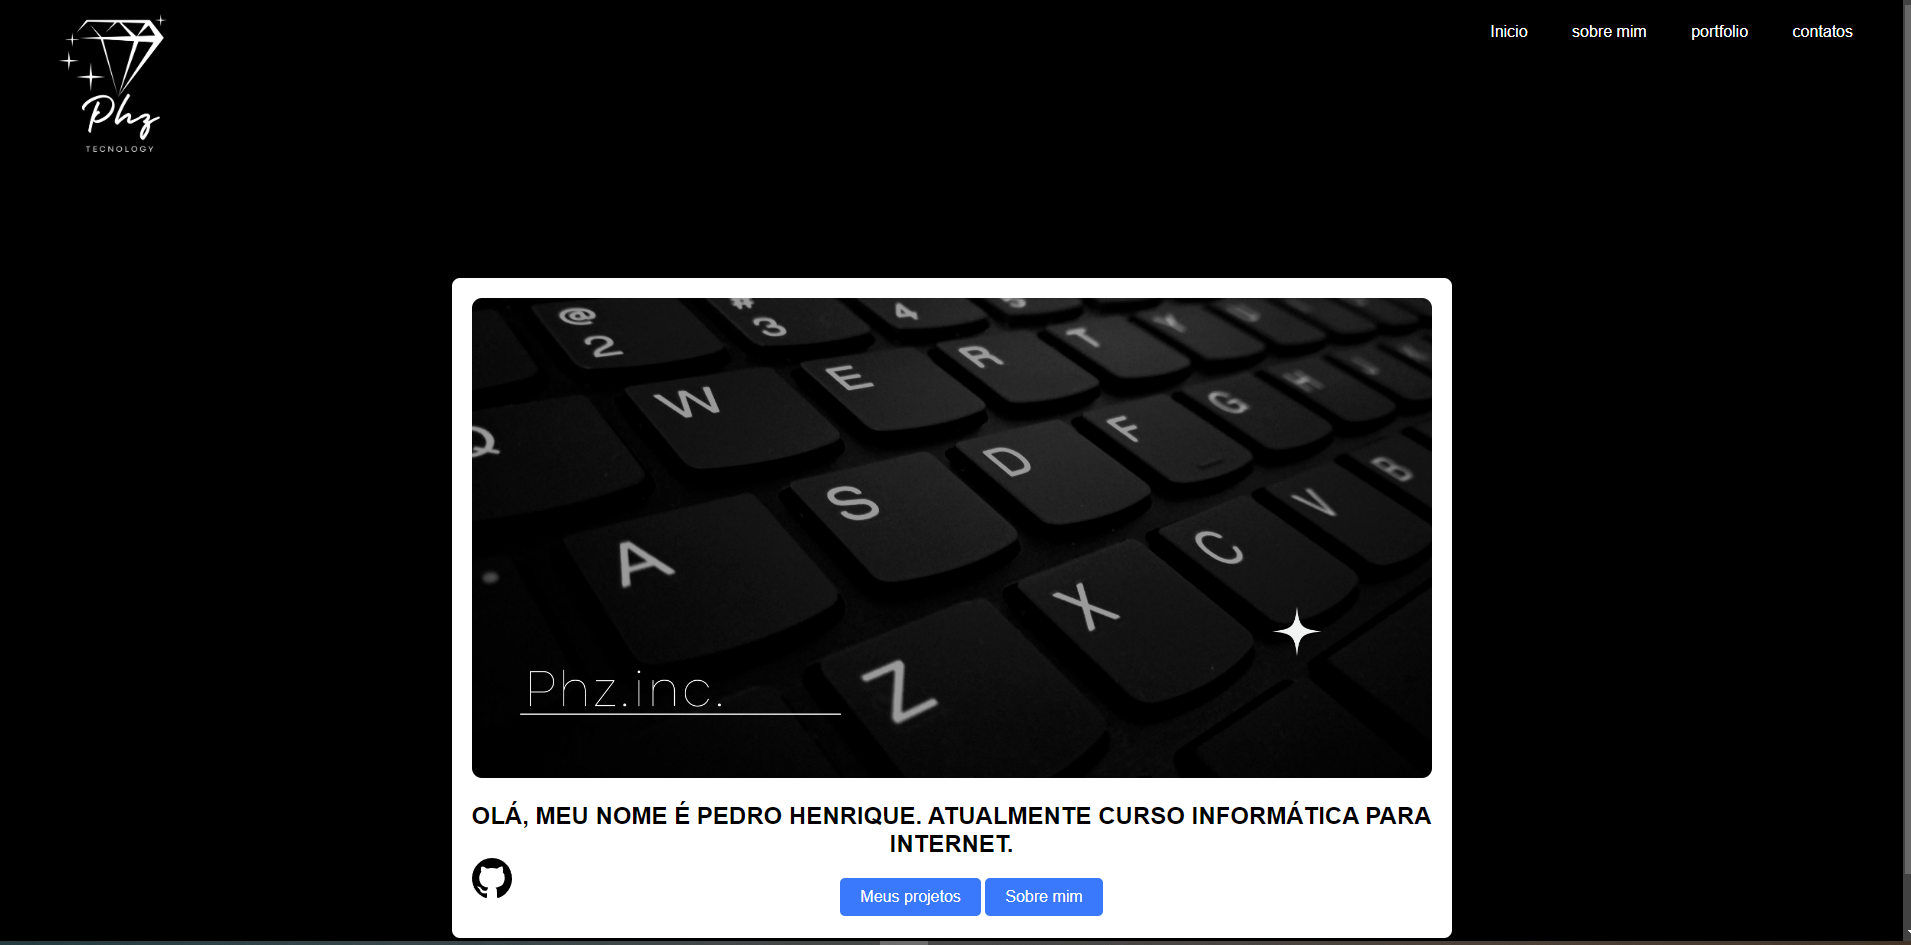 Phz
TECNOLOGY
Inicio sobre mim portfolio contatos
@ # 4 5
2 3
W E R T Y U
Q
A S D F G H
Z X C V B
Phz.inc.
OLÁ, MEU NOME É PEDRO HENRIQUE. ATUALMENTE CURSO INFORMÁTICA PARA
INTERNET.
Meus projetos Sobre mim